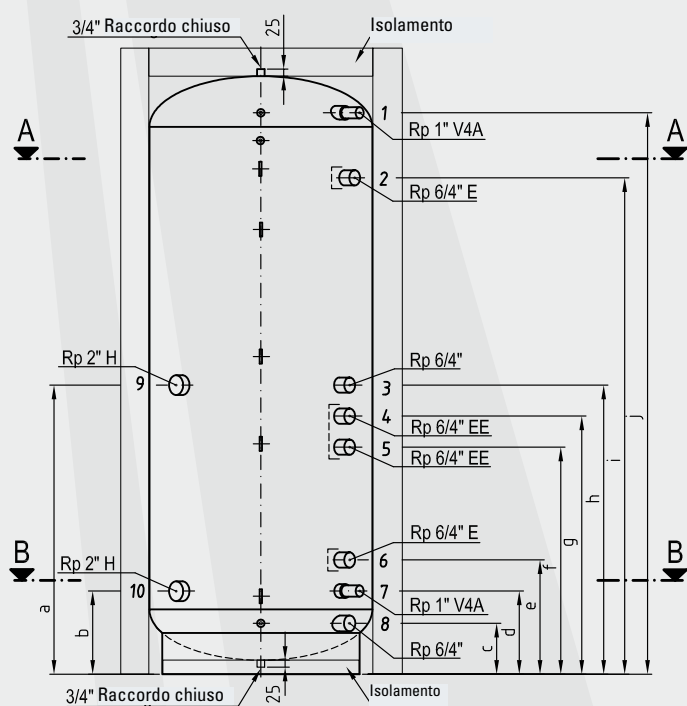 3/4" Raccordo chiuso
25
Isolamento
1
Rp 1" V4A
A
A
2
Rp 6/4" E
Rp 2" H
9
Rp 6/4"
3
4
Rp 6/4" EE
5
Rp 6/4" EE
j
i
h
g
f
Rp 6/4" E
B
B
Rp 2" H
6
10
7
Rp 1" V4A
a
b
e
d
c
8
Rp 6/4"
3/4" Raccordo chiuso
25
Isolamento